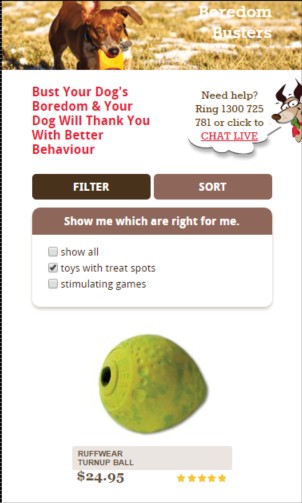 Boredom
Busters
Bust Your Dog's
Boredom & Your
Dog Will Thank You
With Better
Behaviour
Need help?
Ring 1300 725
781 or click to
CHAT LIVE
FILTER
SORT
Show me which are right for me.
show all
toys with treat spots
stimulating games
RUFFWEAR
TURNUP BALL
$24.95